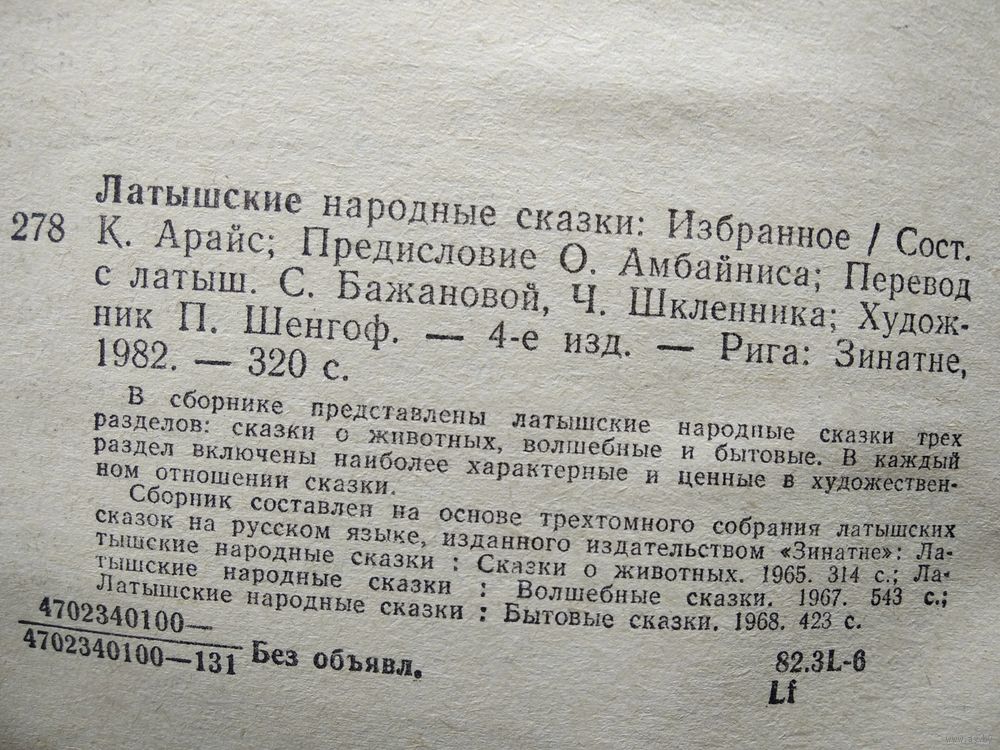 Латышские народные сказки: Избранное / Сост.
278 К. Арайс; Предисловие О. Амбайниса; Перевод
с латыш. С. Бажановой, Ч. Шкленника; Худож-
ник П. Шенгоф. — 4-е изд. — Рига: Зинатне,
1982. — 320 с.
В сборнике представлены латышские народные сказки трех
разделов: сказки о животных, волшебные и бытовые. В каждый
раздел включены наиболее характерные и ценные в художествен-
ном отношении сказки.
Сборник составлен на основе трехтомного собрания латышских
сказок на русском языке, изданного издательством «Зинатне»: Ла-
тышские народные сказки : Сказки о животных. 1965. 314 с.; Ла-
тышские народные сказки : Волшебные сказки. 1967. 543 с.;
Латышские народные сказки : Бытовые сказки. 1968. 423 с.
4702340100—
4702340100—131 Без объявл.
82.3L-6
Lf